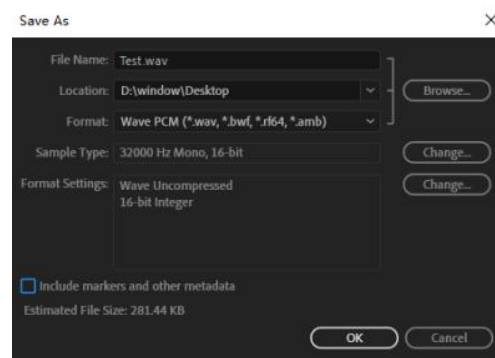 Save As
File Name: Test.wav
Location: D:\window\Desktop
Browse...
Format: Wave PCM (*.wav, *.bwf, *.rf64, *.amb)
Sample Type: 32000 Hz Mono, 16-bit
Change...
Format Settings: Wave Uncompressed
Change...
16-bit Integer
Include markers and other metadata
Estimated File Size: 281.44 KB
OK
Cancel